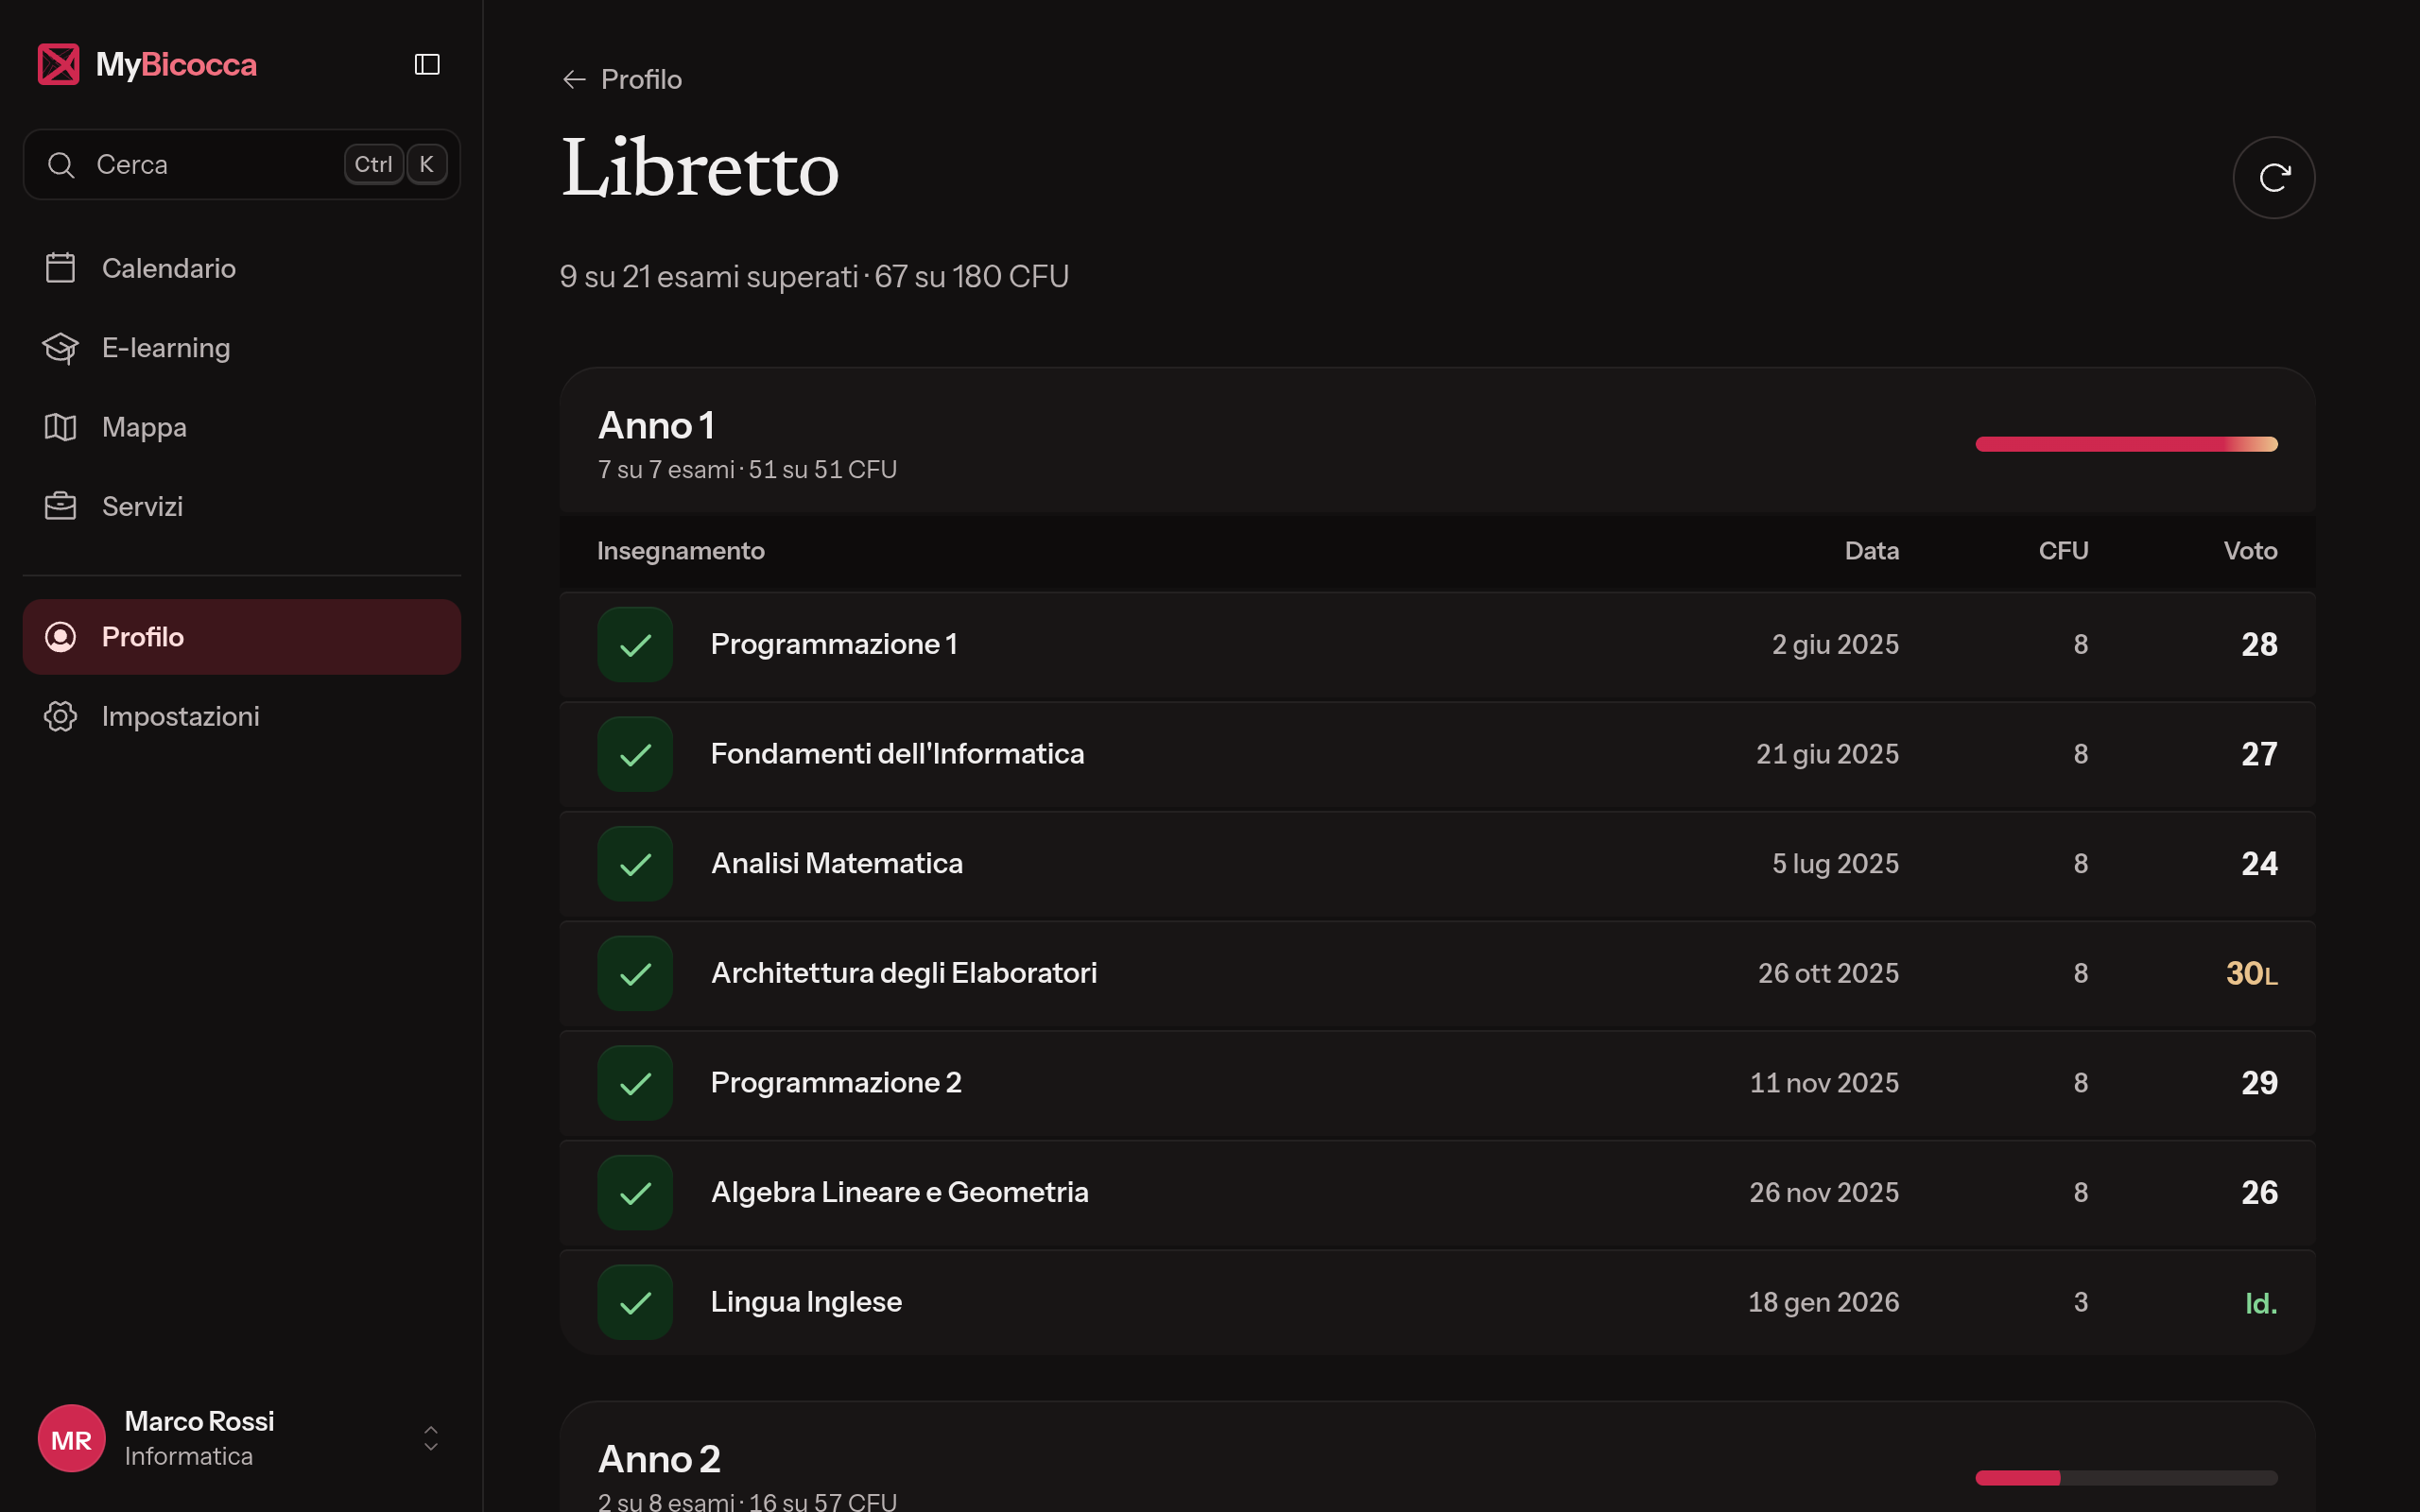 MyBicocca
Cerca Ctrl K
Calendario
E-learning
Mappa
Servizi
Profilo
Impostazioni
MR
Marco Rossi
Informatica
Profilo
Libretto
9 su 21 esami superati · 67 su 180 CFU
Anno 1
7 su 7 esami · 51 su 51 CFU
Insegnamento Data CFU Voto
Programmazione 1 2 giu 2025 8 28
Fondamenti dell'Informatica 21 giu 2025 8 27
Analisi Matematica 5 lug 2025 8 24
Architettura degli Elaboratori 26 ott 2025 8 30L
Programmazione 2 11 nov 2025 8 29
Algebra Lineare e Geometria 26 nov 2025 8 26
Lingua Inglese 18 gen 2026 3 Id.
Anno 2
2 su 8 esami · 16 su 57 CFU